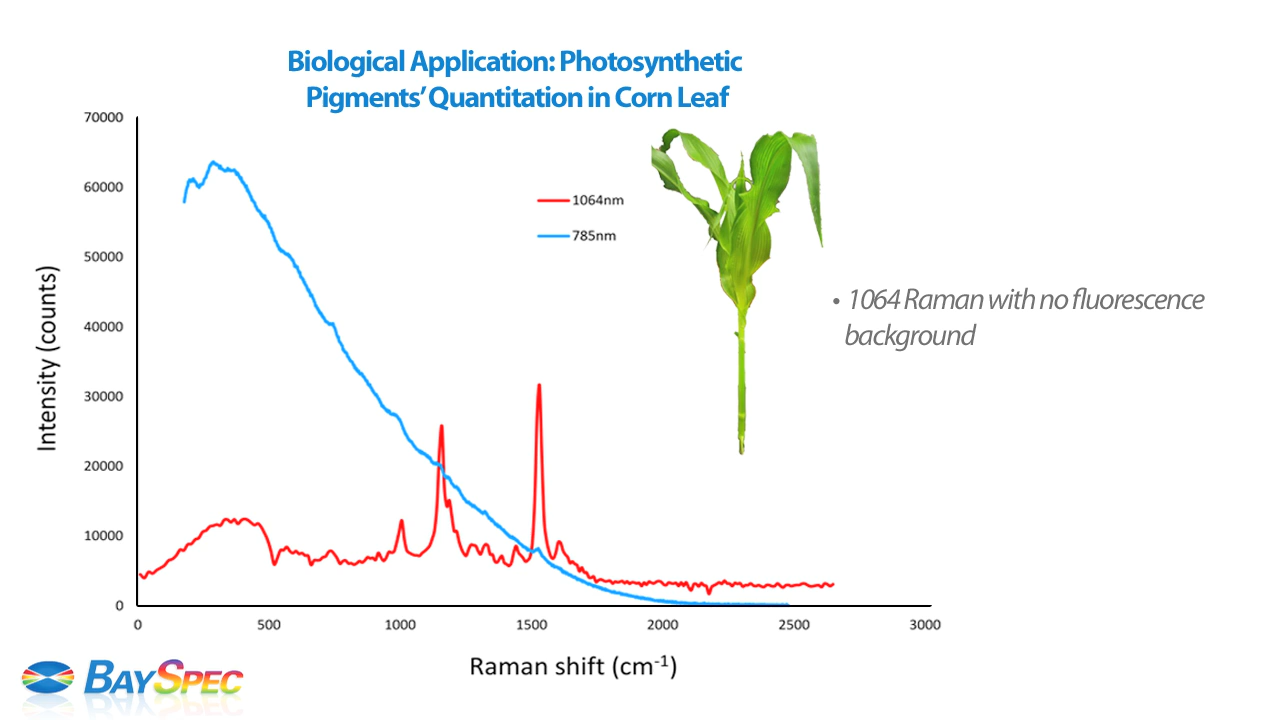 Biological Application: Photosynthetic
Pigments’ Quantitation in Corn Leaf
70000
60000
50000
40000
30000
20000
10000
0
Intensity (counts)
1064nm
785nm
• 1064 Raman with no fluorescence
background
0 500 1000 1500 2000 2500 3000
Raman shift (cm⁻¹)
BAYSPEC